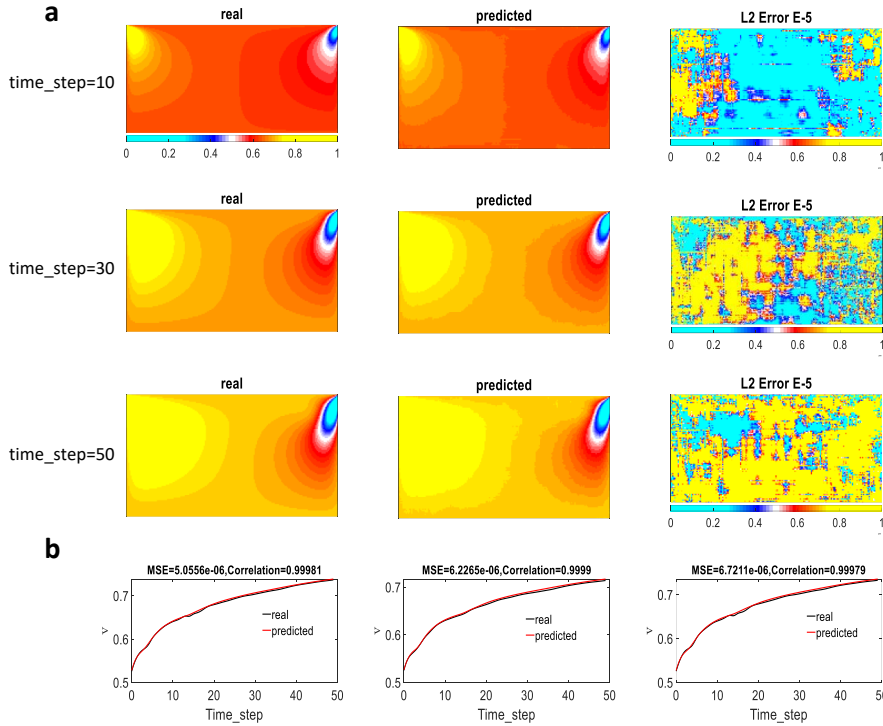 a
real
predicted
L2 Error E-5
time_step=10
0 0.2 0.4 0.6 0.8 1
0 0.2 0.4 0.6 0.8 1
real
predicted
L2 Error E-5
time_step=30
0 0.2 0.4 0.6 0.8 1
real
predicted
L2 Error E-5
time_step=50
0 0.2 0.4 0.6 0.8 1
b
MSE=5.0556e-06,Correlation=0.99981
0.7
0.6
0.5
v
real
predicted
0 10 20 30 40 50
Time_step
MSE=6.2265e-06,Correlation=0.9999
0.7
0.6
0.5
v
real
predicted
0 10 20 30 40 50
Time_step
MSE=6.7211e-06,Correlation=0.99979
0.7
0.6
0.5
v
real
predicted
0 10 20 30 40 50
Time_step